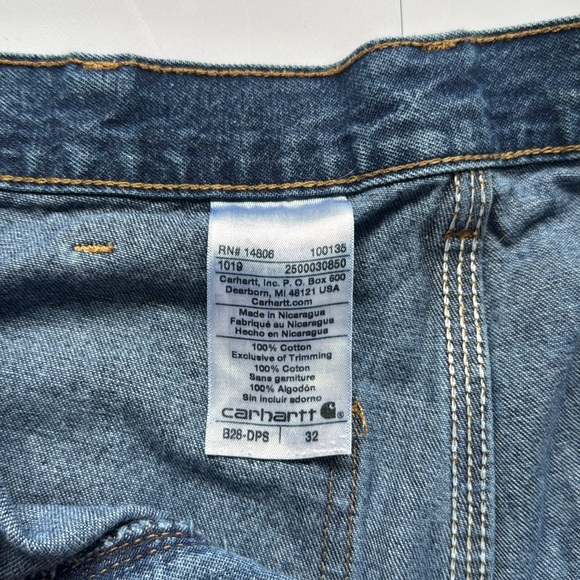 RN# 14806 100135
1019 2500030850
Carhartt, Inc. P. O. Box 600
Dearborn, MI 48121 USA
Carhartt.com
Made in Nicaragua
Fabriqué au Nicaragua
Hecho en Nicaragua
100% Cotton
Exclusive of Trimming
100% Coton
Sans garniture
100% Algodón
Sin incluir adorno
carhartt
B28-DPS 32